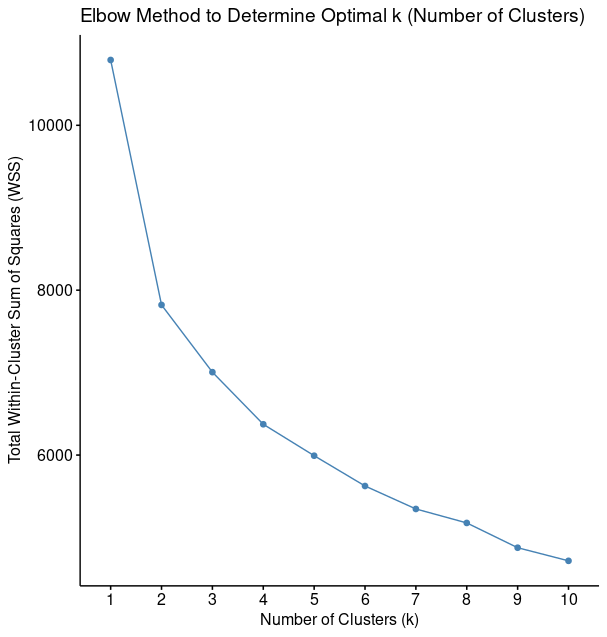 Elbow Method to Determine Optimal k (Number of Clusters)
Total Within-Cluster Sum of Squares (WSS)
10000
8000
6000
1 2 3 4 5 6 7 8 9 10
Number of Clusters (k)